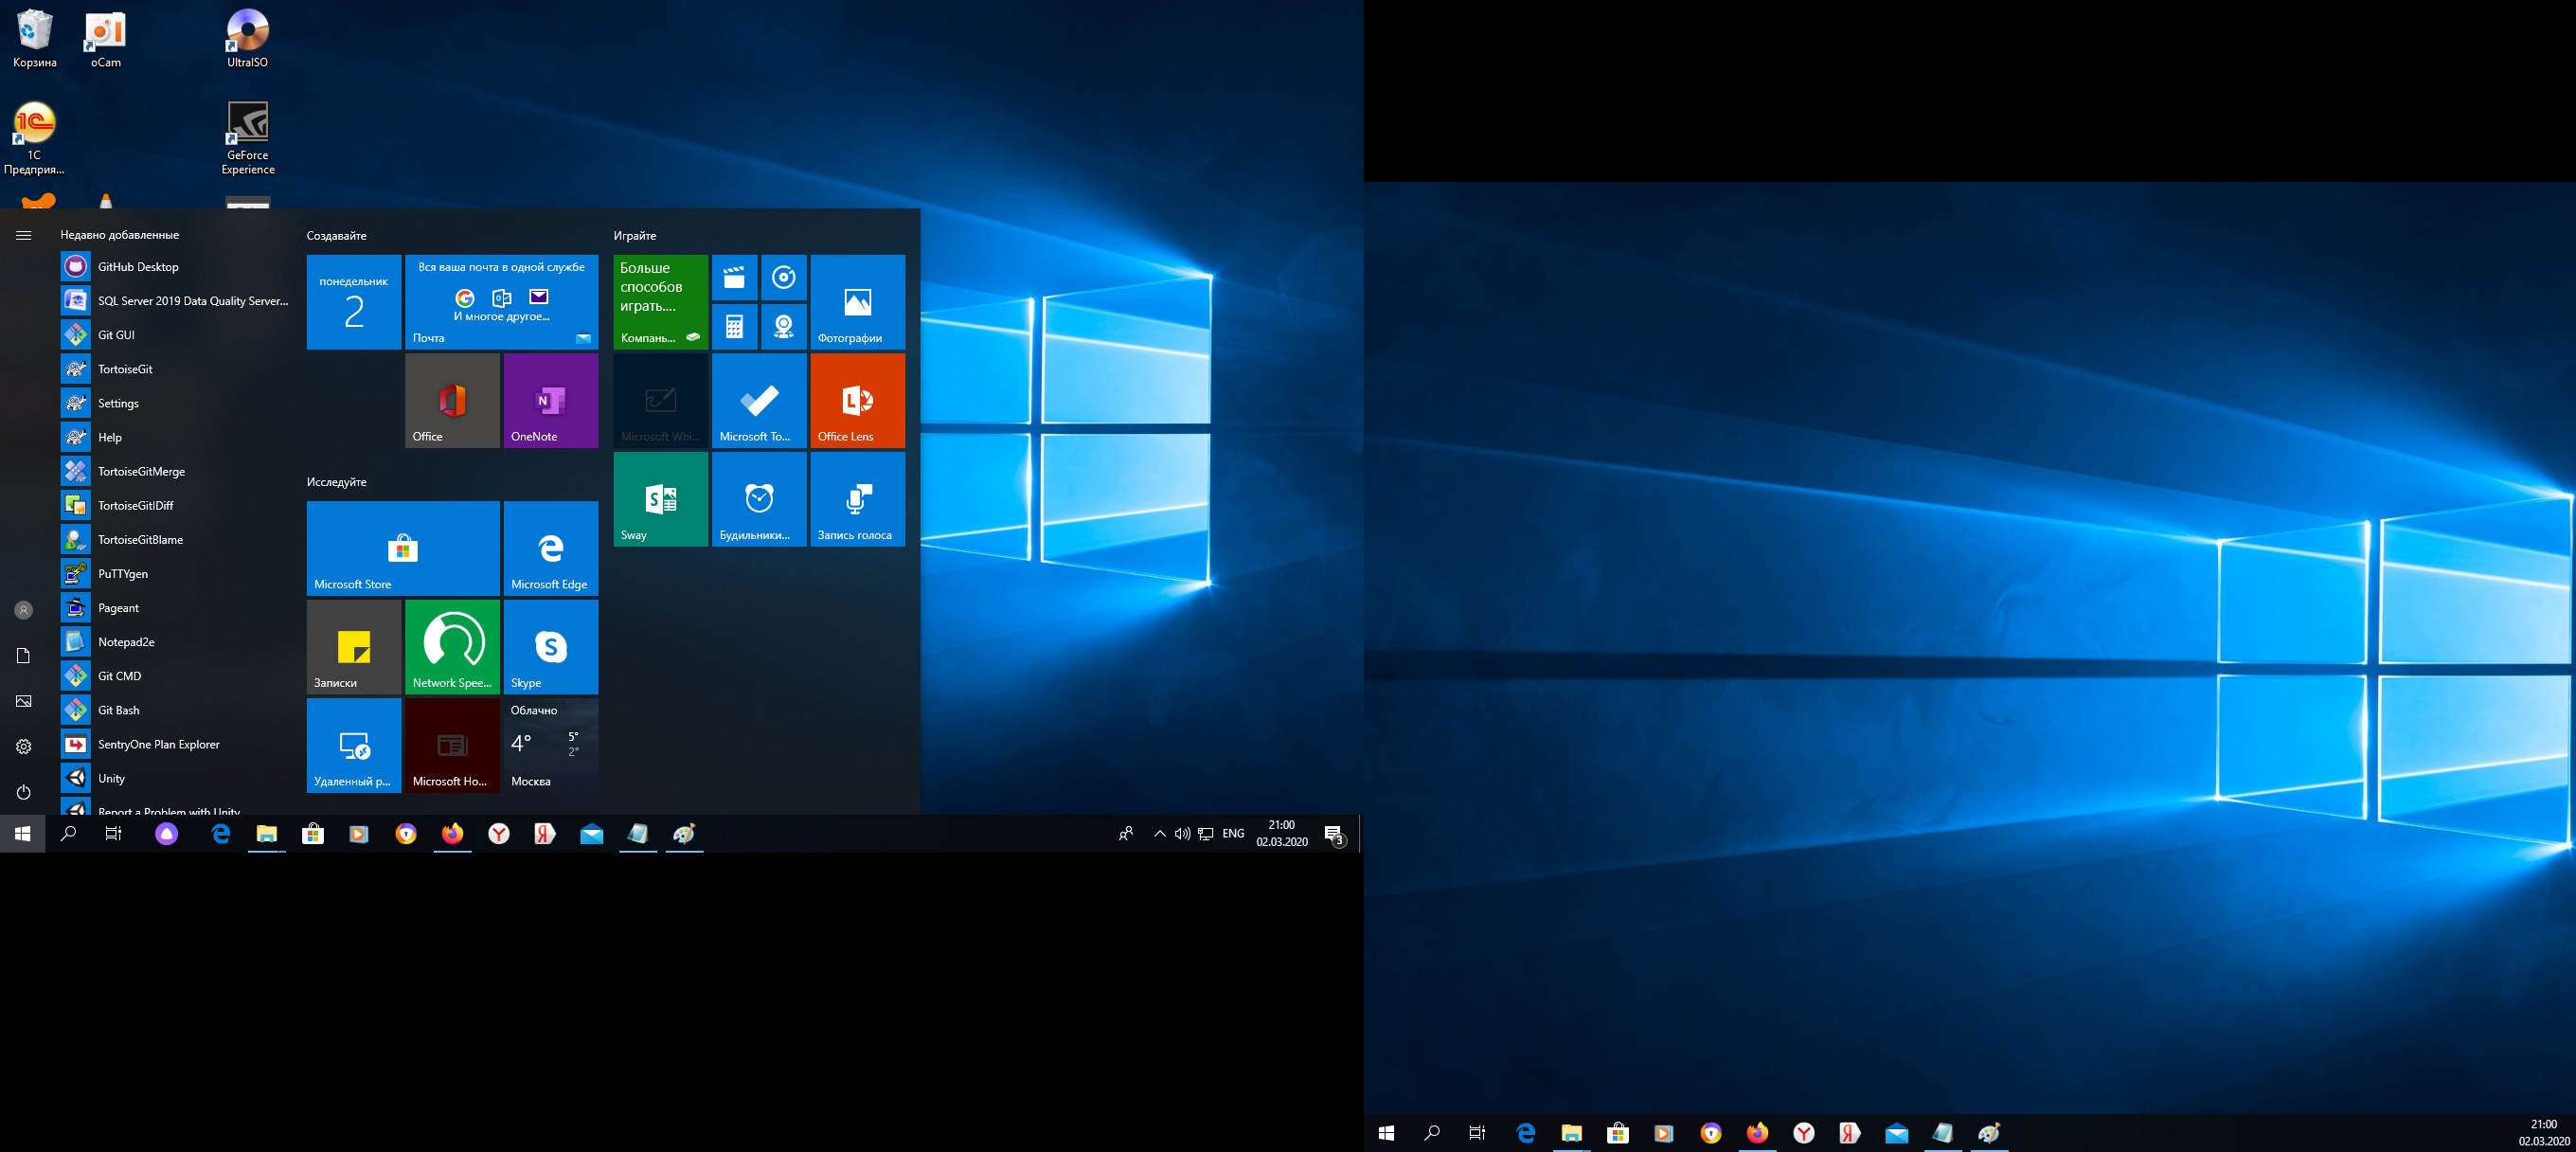 Корзина
oCam
UltraISO
1C
Предприя...
GeForce
Experience
Недавно добавленные
GitHub Desktop
SQL Server 2019 Data Quality Server...
Git GUI
TortoiseGit
Settings
Help
TortoiseGitMerge
TortoiseGitIDiff
TortoiseGitBlame
PuTTYgen
Pageant
Notepad2e
Git CMD
Git Bash
SentryOne Plan Explorer
Unity
Report a Problem with Unity
Создавайте
понедельник
2
Вся ваша почта в одной службе
И многое другое...
Почта
Office
OneNote
Исследуйте
Microsoft Store
Microsoft Edge
Записки
Network Spee...
Skype
Удаленный р...
Microsoft Ho...
Облачно
4° 5°
2°
Москва
Играйте
Больше
способов
играть....
Компань...
Фотографии
Microsoft Whi...
Microsoft To...
Office Lens
Sway
Будильники...
Запись голоса
ENG
21:00
02.03.2020
3
21:00
02.03.2020